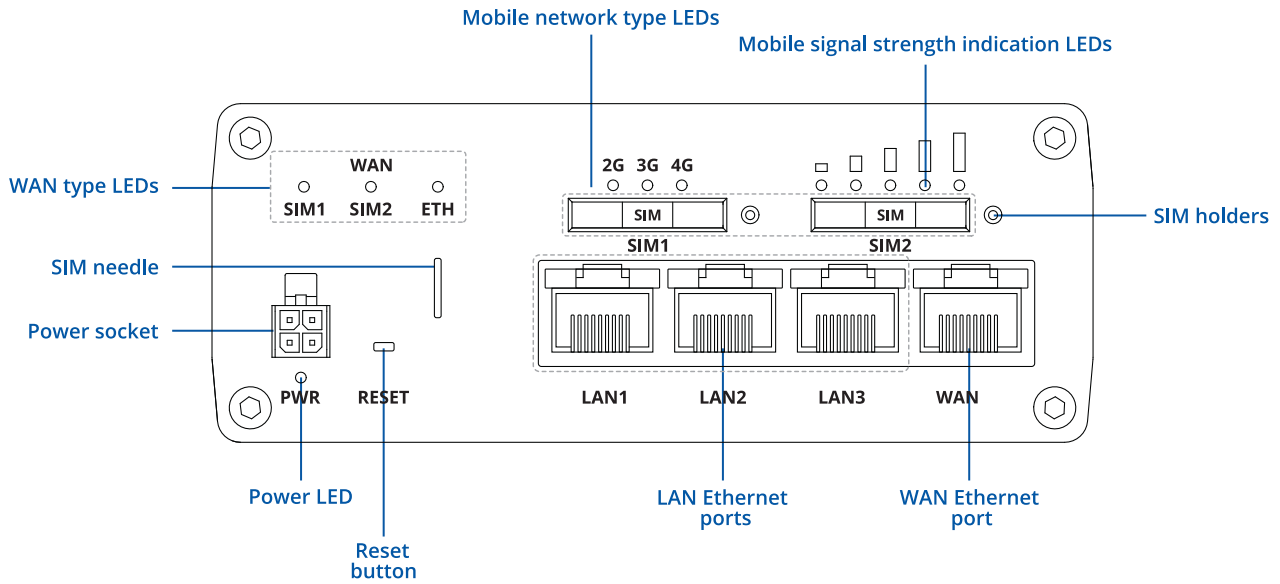 Mobile network type LEDs
Mobile signal strength indication LEDs
WAN
2G 3G 4G
WAN type LEDs
SIM1 SIM2 ETH
SIM SIM
SIM holders
SIM1 SIM2
SIM needle
Power socket
PWR RESET LAN1 LAN2 LAN3 WAN
Power LED
LAN Ethernet
ports
WAN Ethernet
port
Reset
button